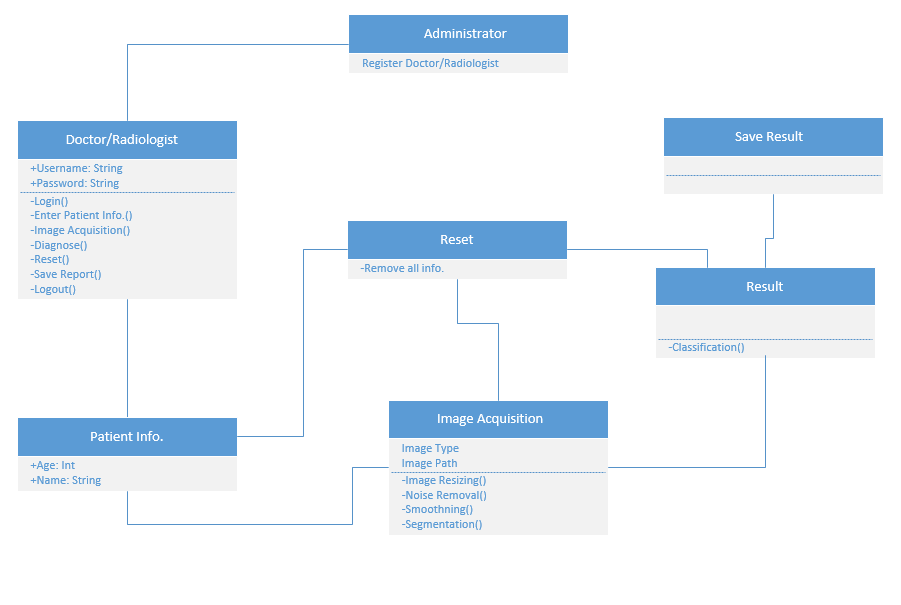 Administrator
Register Doctor/Radiologist
Doctor/Radiologist
+Username: String
+Password: String
-Login()
-Enter Patient Info.()
-Image Acquisition()
-Diagnose()
-Reset()
-Save Report()
-Logout()
Save Result
Reset
-Remove all info.
Result
-Classification()
Patient Info.
+Age: Int
+Name: String
Image Acquisition
Image Type
Image Path
-Image Resizing()
-Noise Removal()
-Smoothning()
-Segmentation()